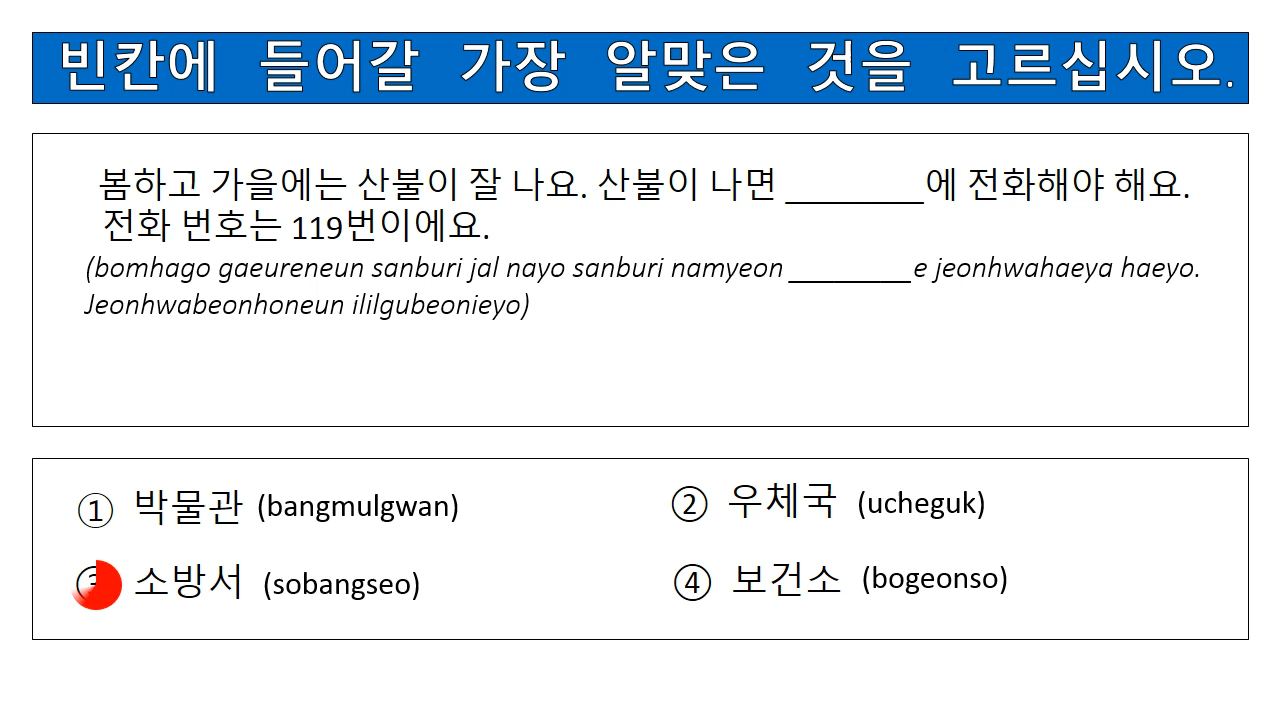 빈칸에 들어갈 가장 알맞은 것을 고르십시오.
봄하고 가을에는 산불이 잘 나요. 산불이 나면 ________에 전화해야 해요.
전화 번호는 119번이에요.
(bomhago gaeureneun sanburi jal nayo sanburi namyeon ________e jeonhwahaeya haeyo.
Jeonhwabeonhoneun ililgubeonieyo)
① 박물관 (bangmulgwan)
② 우체국 (ucheguk)
소방서 (sobangseo)
④ 보건소 (bogeonso)